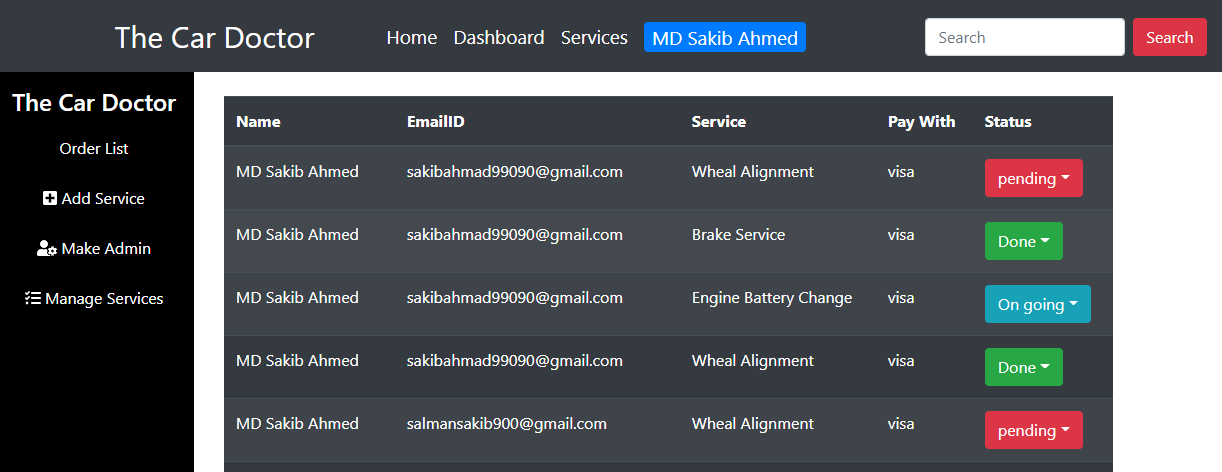 The Car Doctor Home Dashboard Services MD Sakib Ahmed Search Search
The Car Doctor
Order List
Add Service
Make Admin
Manage Services
Name EmailID Service Pay With Status
MD Sakib Ahmed sakibahmad99090@gmail.com Wheal Alignment visa pending
MD Sakib Ahmed sakibahmad99090@gmail.com Brake Service visa Done
MD Sakib Ahmed sakibahmad99090@gmail.com Engine Battery Change visa On going
MD Sakib Ahmed sakibahmad99090@gmail.com Wheal Alignment visa Done
MD Sakib Ahmed salmansakib900@gmail.com Wheal Alignment visa pending